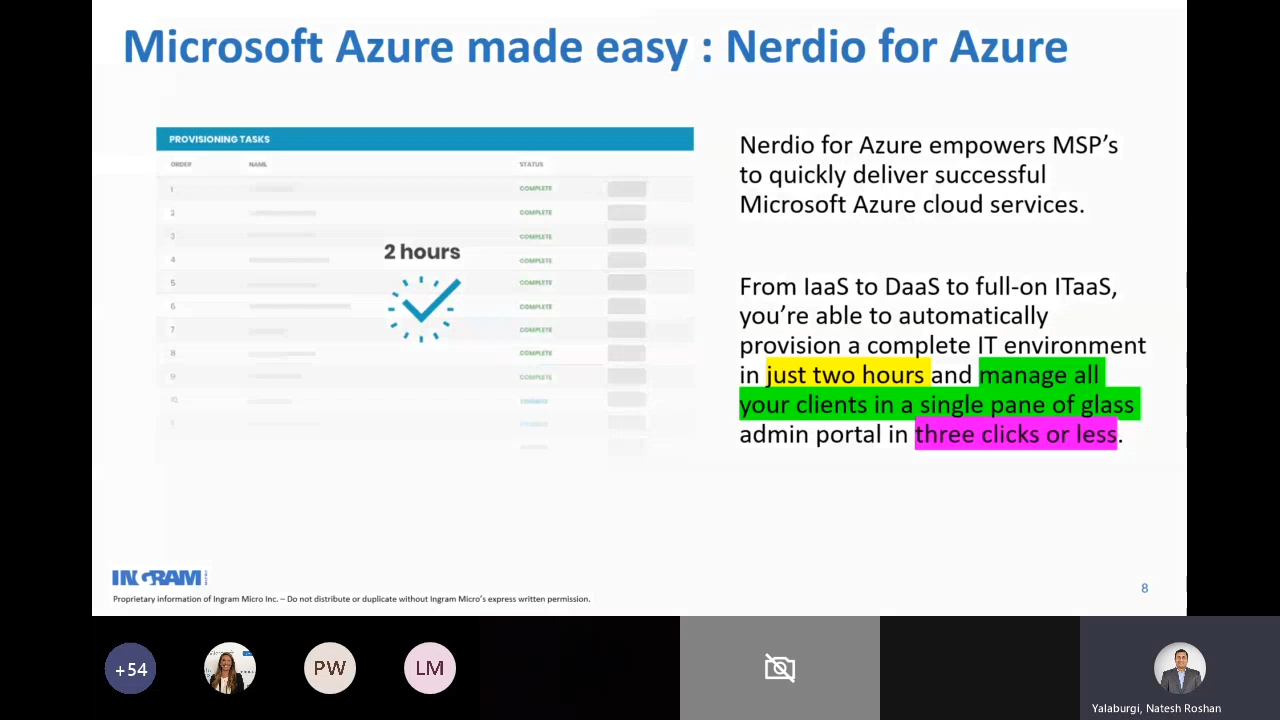 Microsoft Azure made easy : Nerdio for Azure
PROVISIONING TASKS
ORDER NAME STATUS
1 COMPLETE
2 COMPLETE
3 COMPLETE
4 COMPLETE
5 COMPLETE
6 COMPLETE
7 COMPLETE
8 COMPLETE
9 COMPLETE
10
2 hours
Nerdio for Azure empowers MSP's
to quickly deliver successful
Microsoft Azure cloud services.
From IaaS to DaaS to full-on ITaaS,
you're able to automatically
provision a complete IT environment
in just two hours and manage all
your clients in a single pane of glass
admin portal in three clicks or less.
INGRAM
Proprietary information of Ingram Micro Inc. – Do not distribute or duplicate without Ingram Micro's express written permission.
8
+54
PW
LM
Yalaburgi, Natesh Roshan